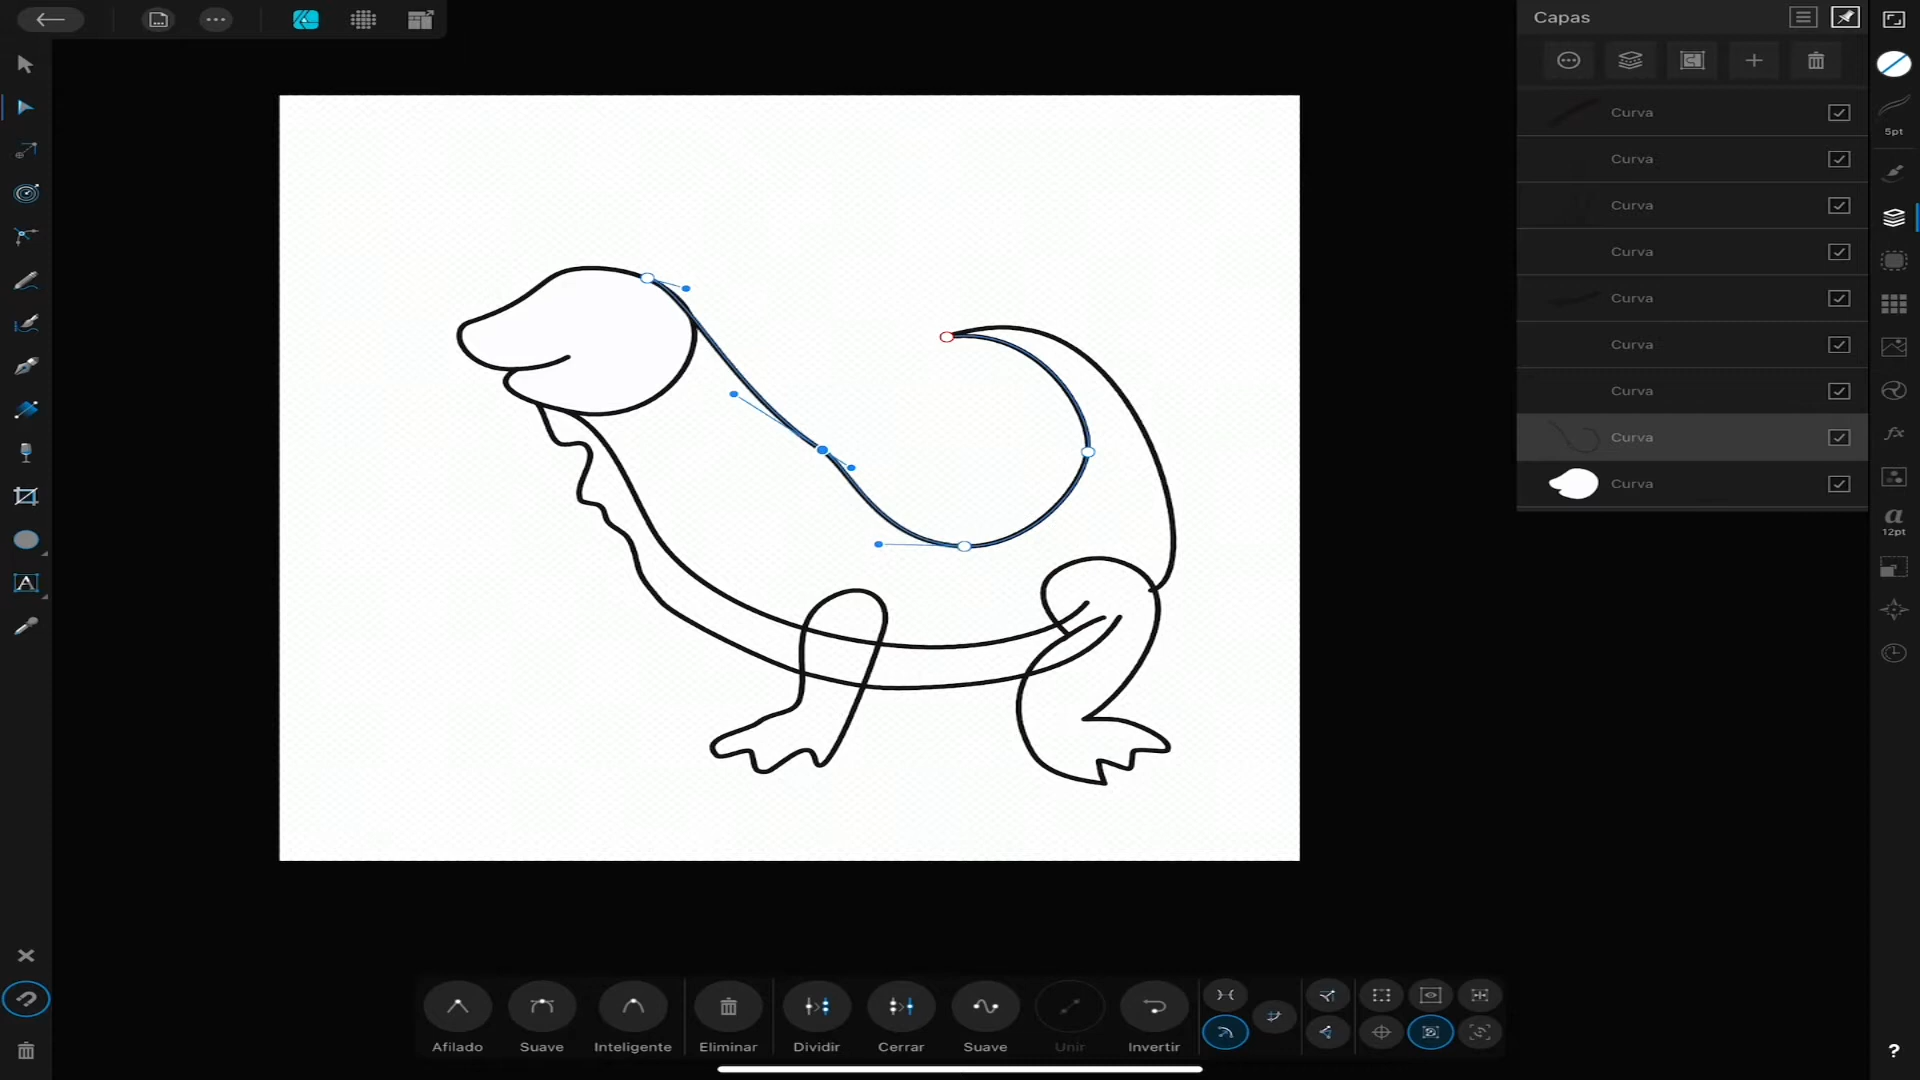 Capas
Curva
Curva
Curva
Curva
Curva
Curva
Curva
Curva
Curva
5pt
fx
a
12pt
A
?
Afilado
Suave
Inteligente
Eliminar
Dividir
Cerrar
Suave
Unir
Invertir